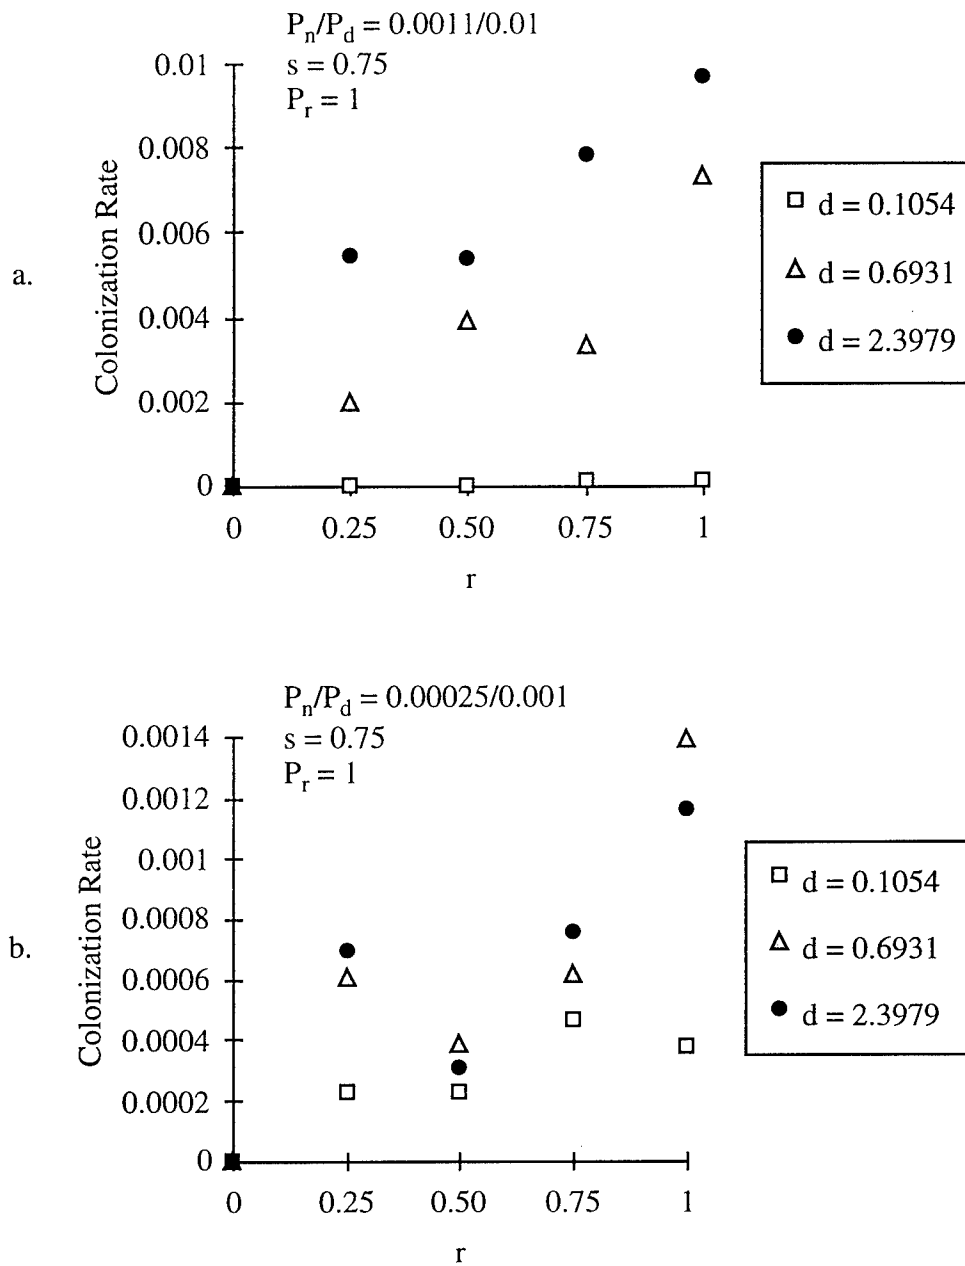 Pn/Pd = 0.0011/0.01
s = 0.75
Pr = 1
0.01
0.008
0.006
0.004
0.002
0
Colonization Rate
a.
0 0.25 0.50 0.75 1
r
d = 0.1054
d = 0.6931
d = 2.3979
Pn/Pd = 0.00025/0.001
s = 0.75
Pr = 1
0.0014
0.0012
0.001
0.0008
0.0006
0.0004
0.0002
0
Colonization Rate
b.
0 0.25 0.50 0.75 1
r
d = 0.1054
d = 0.6931
d = 2.3979